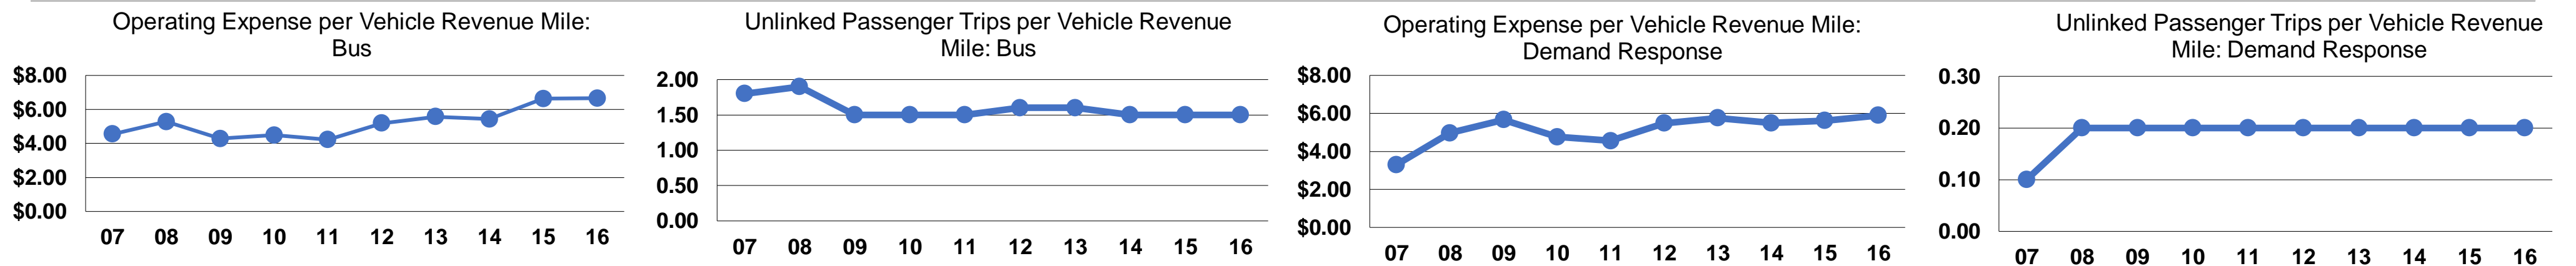 Operating Expense per Vehicle Revenue Mile:
Bus
$8.00
$6.00
$4.00
$2.00
$0.00
07 08 09 10 11 12 13 14 15 16
Unlinked Passenger Trips per Vehicle Revenue
Mile: Bus
2.00
1.50
1.00
0.50
0.00
07 08 09 10 11 12 13 14 15 16
Operating Expense per Vehicle Revenue Mile:
Demand Response
$8.00
$6.00
$4.00
$2.00
$0.00
07 08 09 10 11 12 13 14 15 16
Unlinked Passenger Trips per Vehicle Revenue
Mile: Demand Response
0.30
0.20
0.10
0.00
07 08 09 10 11 12 13 14 15 16